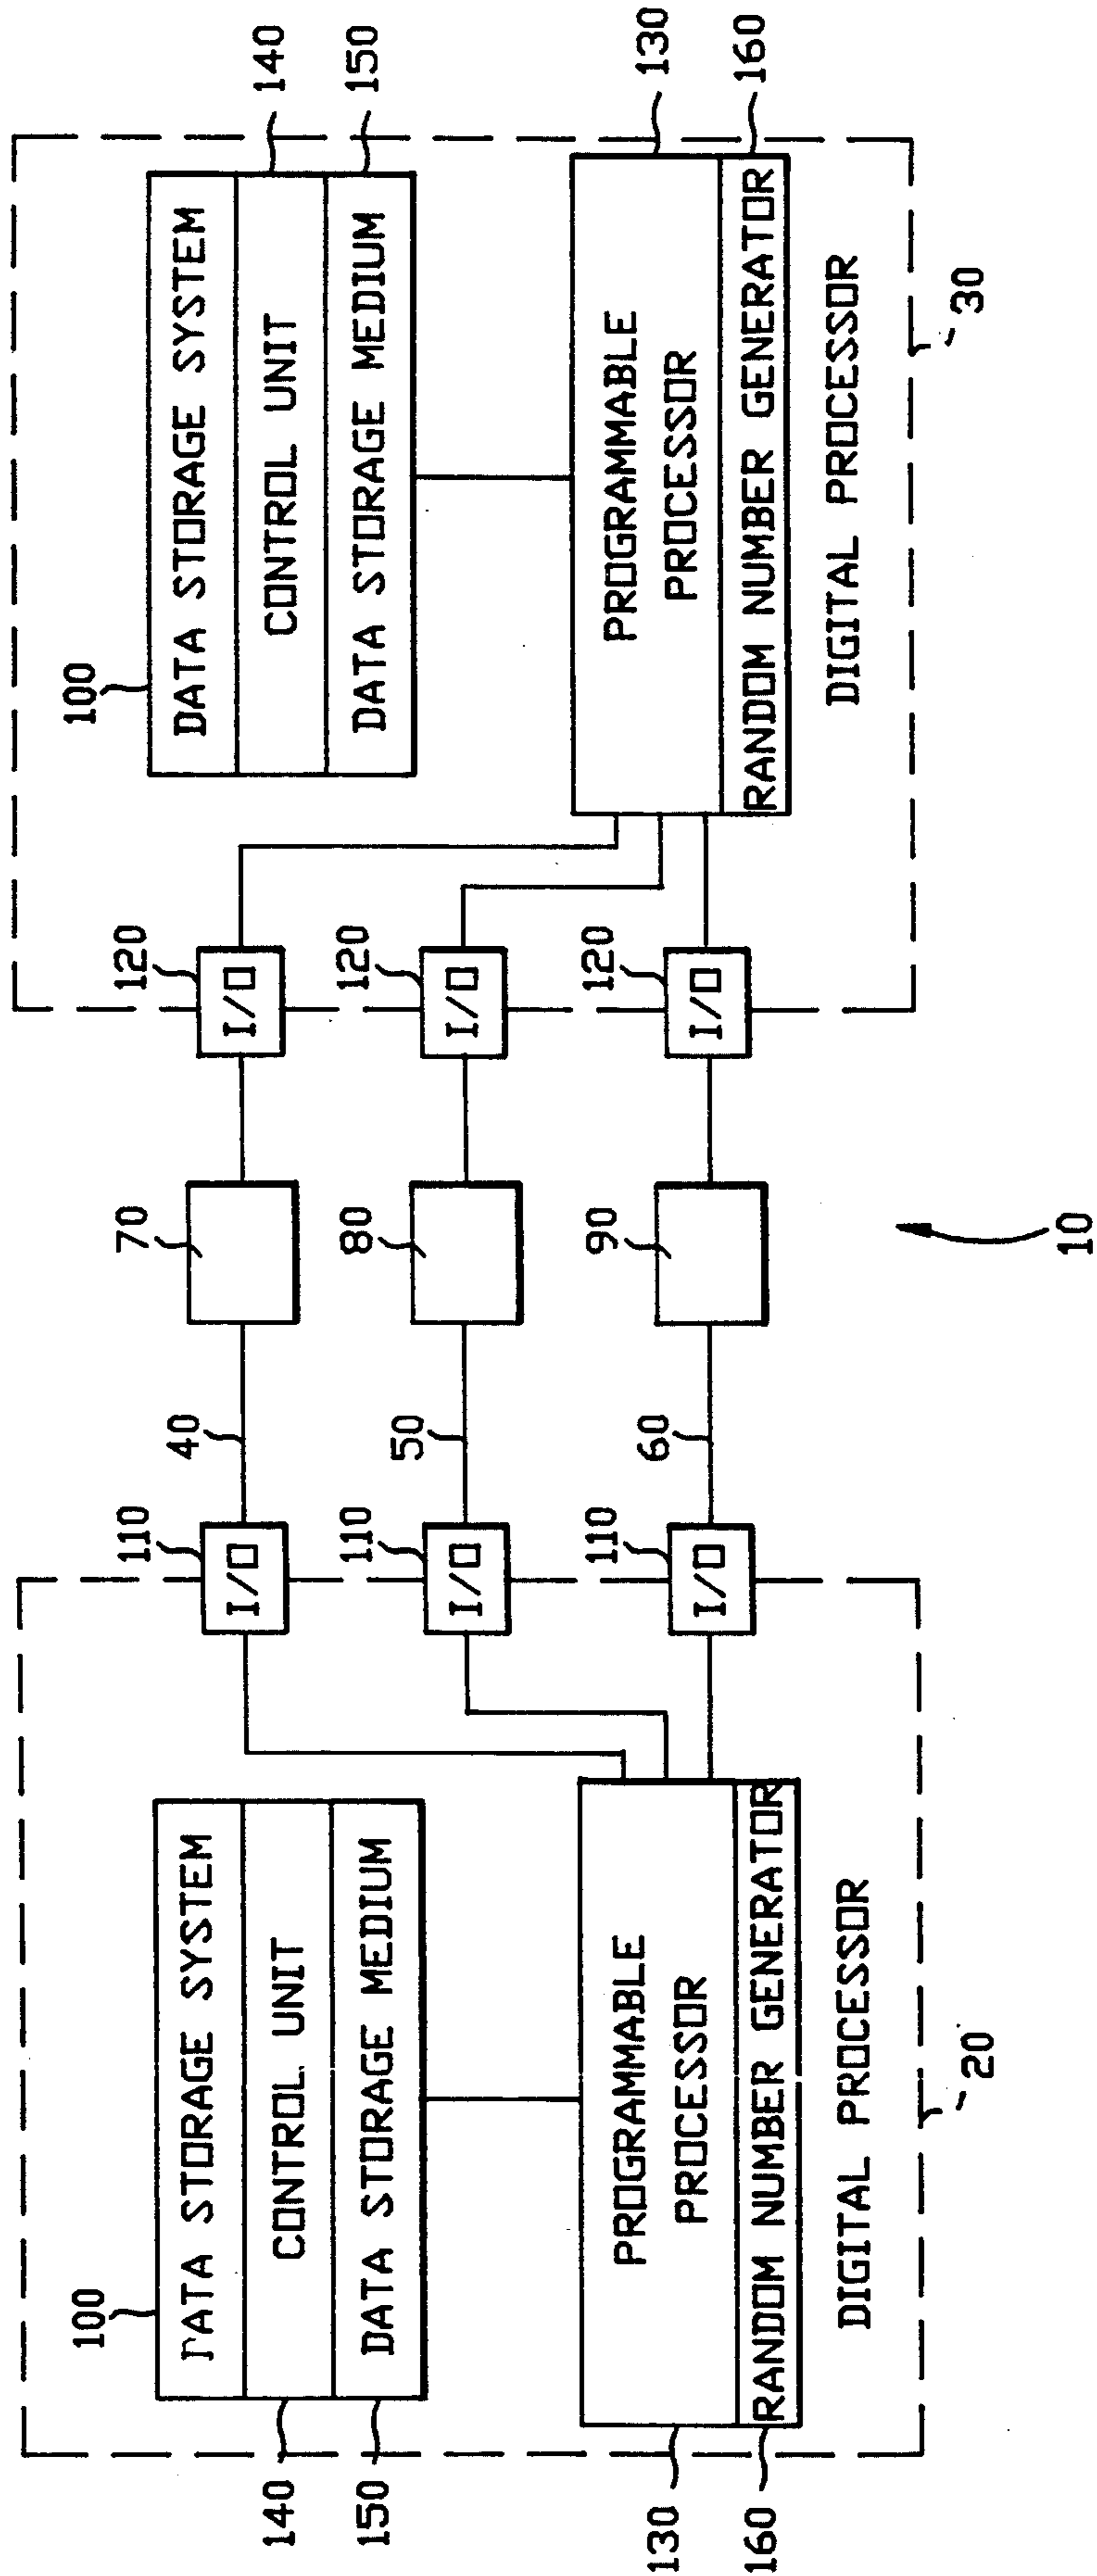 100
DATA STORAGE SYSTEM
CONTROL UNIT
DATA STORAGE MEDIUM
140
150
PROGRAMMABLE
PROCESSOR
RANDOM NUMBER GENERATOR
130
160
DIGITAL PROCESSOR
20
110
I/O
110
I/O
110
I/O
40
50
60
70
80
90
10
120
I/O
120
I/O
120
I/O
100
DATA STORAGE SYSTEM
CONTROL UNIT
DATA STORAGE MEDIUM
140
150
PROGRAMMABLE
PROCESSOR
RANDOM NUMBER GENERATOR
130
160
DIGITAL PROCESSOR
30